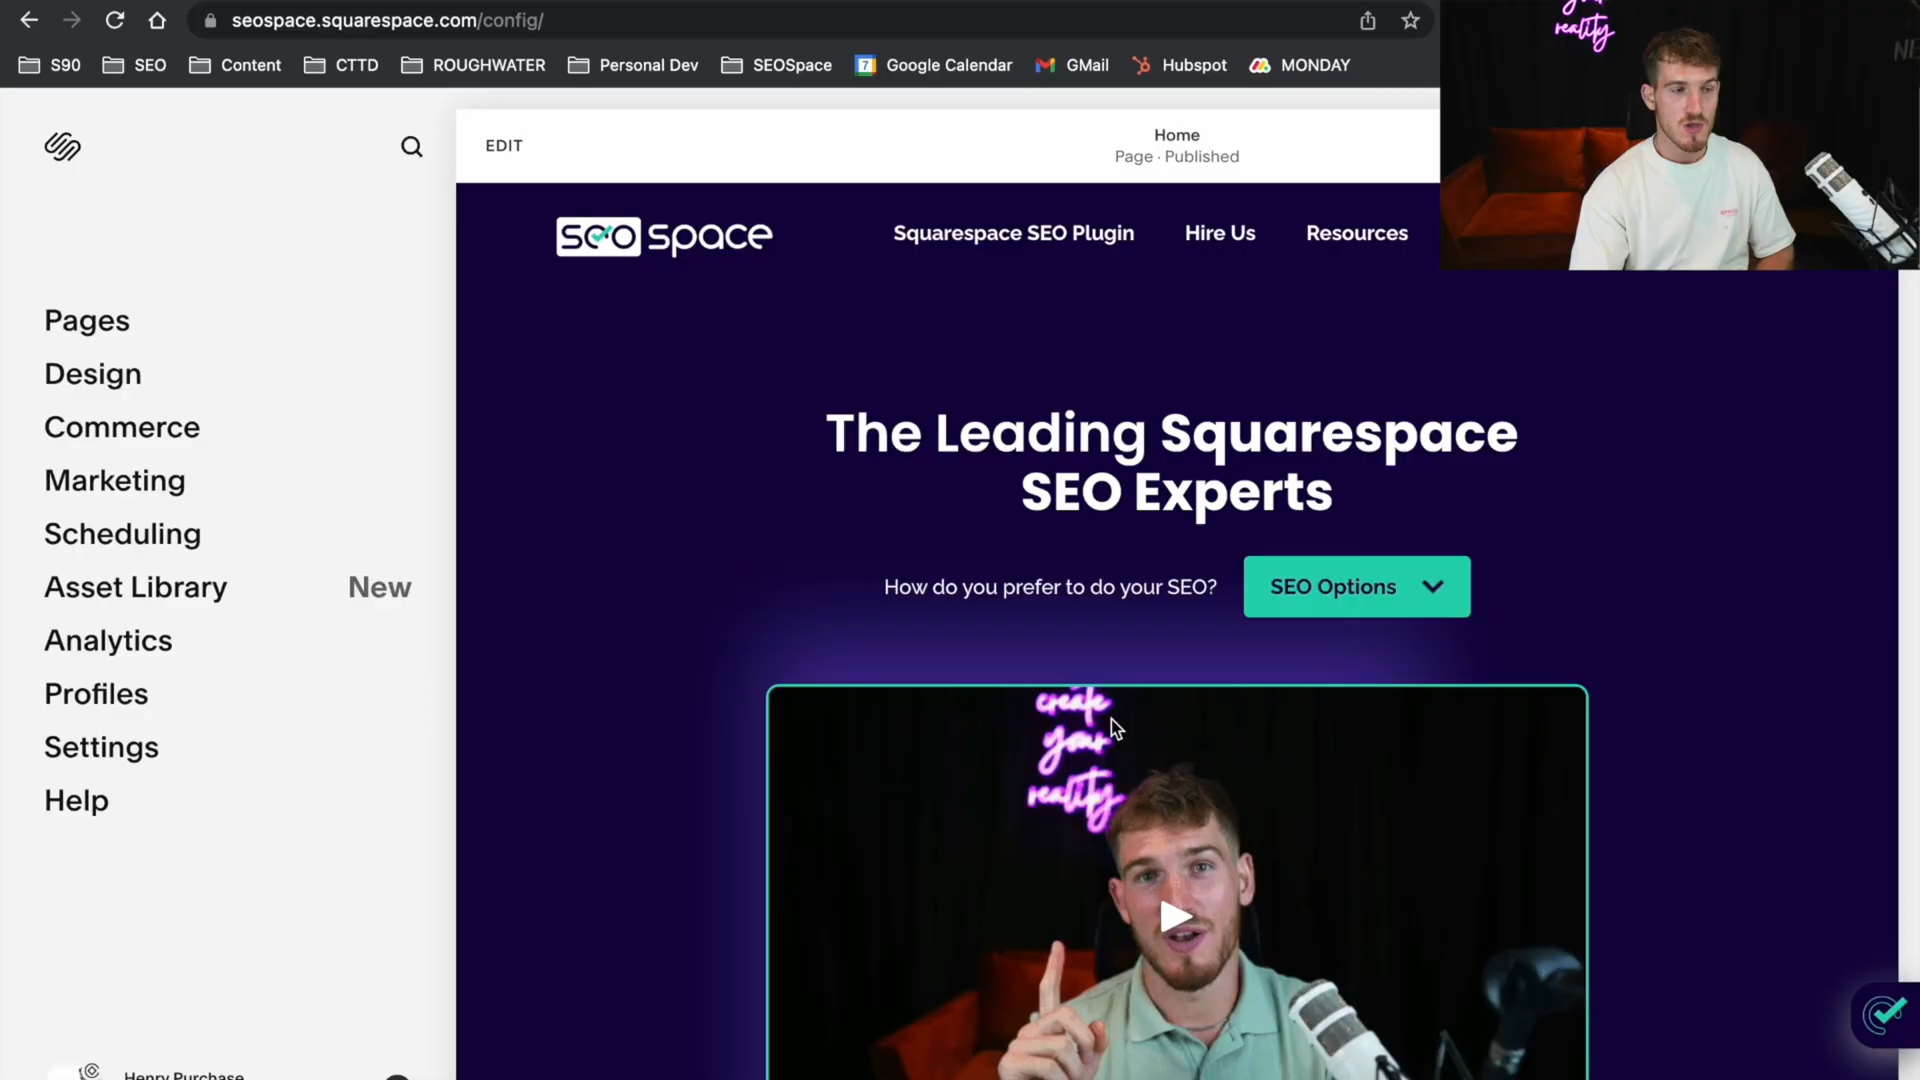 seospace.squarespace.com/config/
S90
SEO
Content
CTTD
ROUGHWATER
Personal Dev
SEOSpace
7
Google Calendar
GMail
Hubspot
MONDAY
your
reality
EDIT
Home
Page · Published
seo space
Squarespace SEO Plugin
Hire Us
Resources
Pages
Design
Commerce
Marketing
Scheduling
Asset Library
New
Analytics
Profiles
Settings
Help
The Leading Squarespace
SEO Experts
How do you prefer to do your SEO?
SEO Options
create
your
reality
Henry Purchase